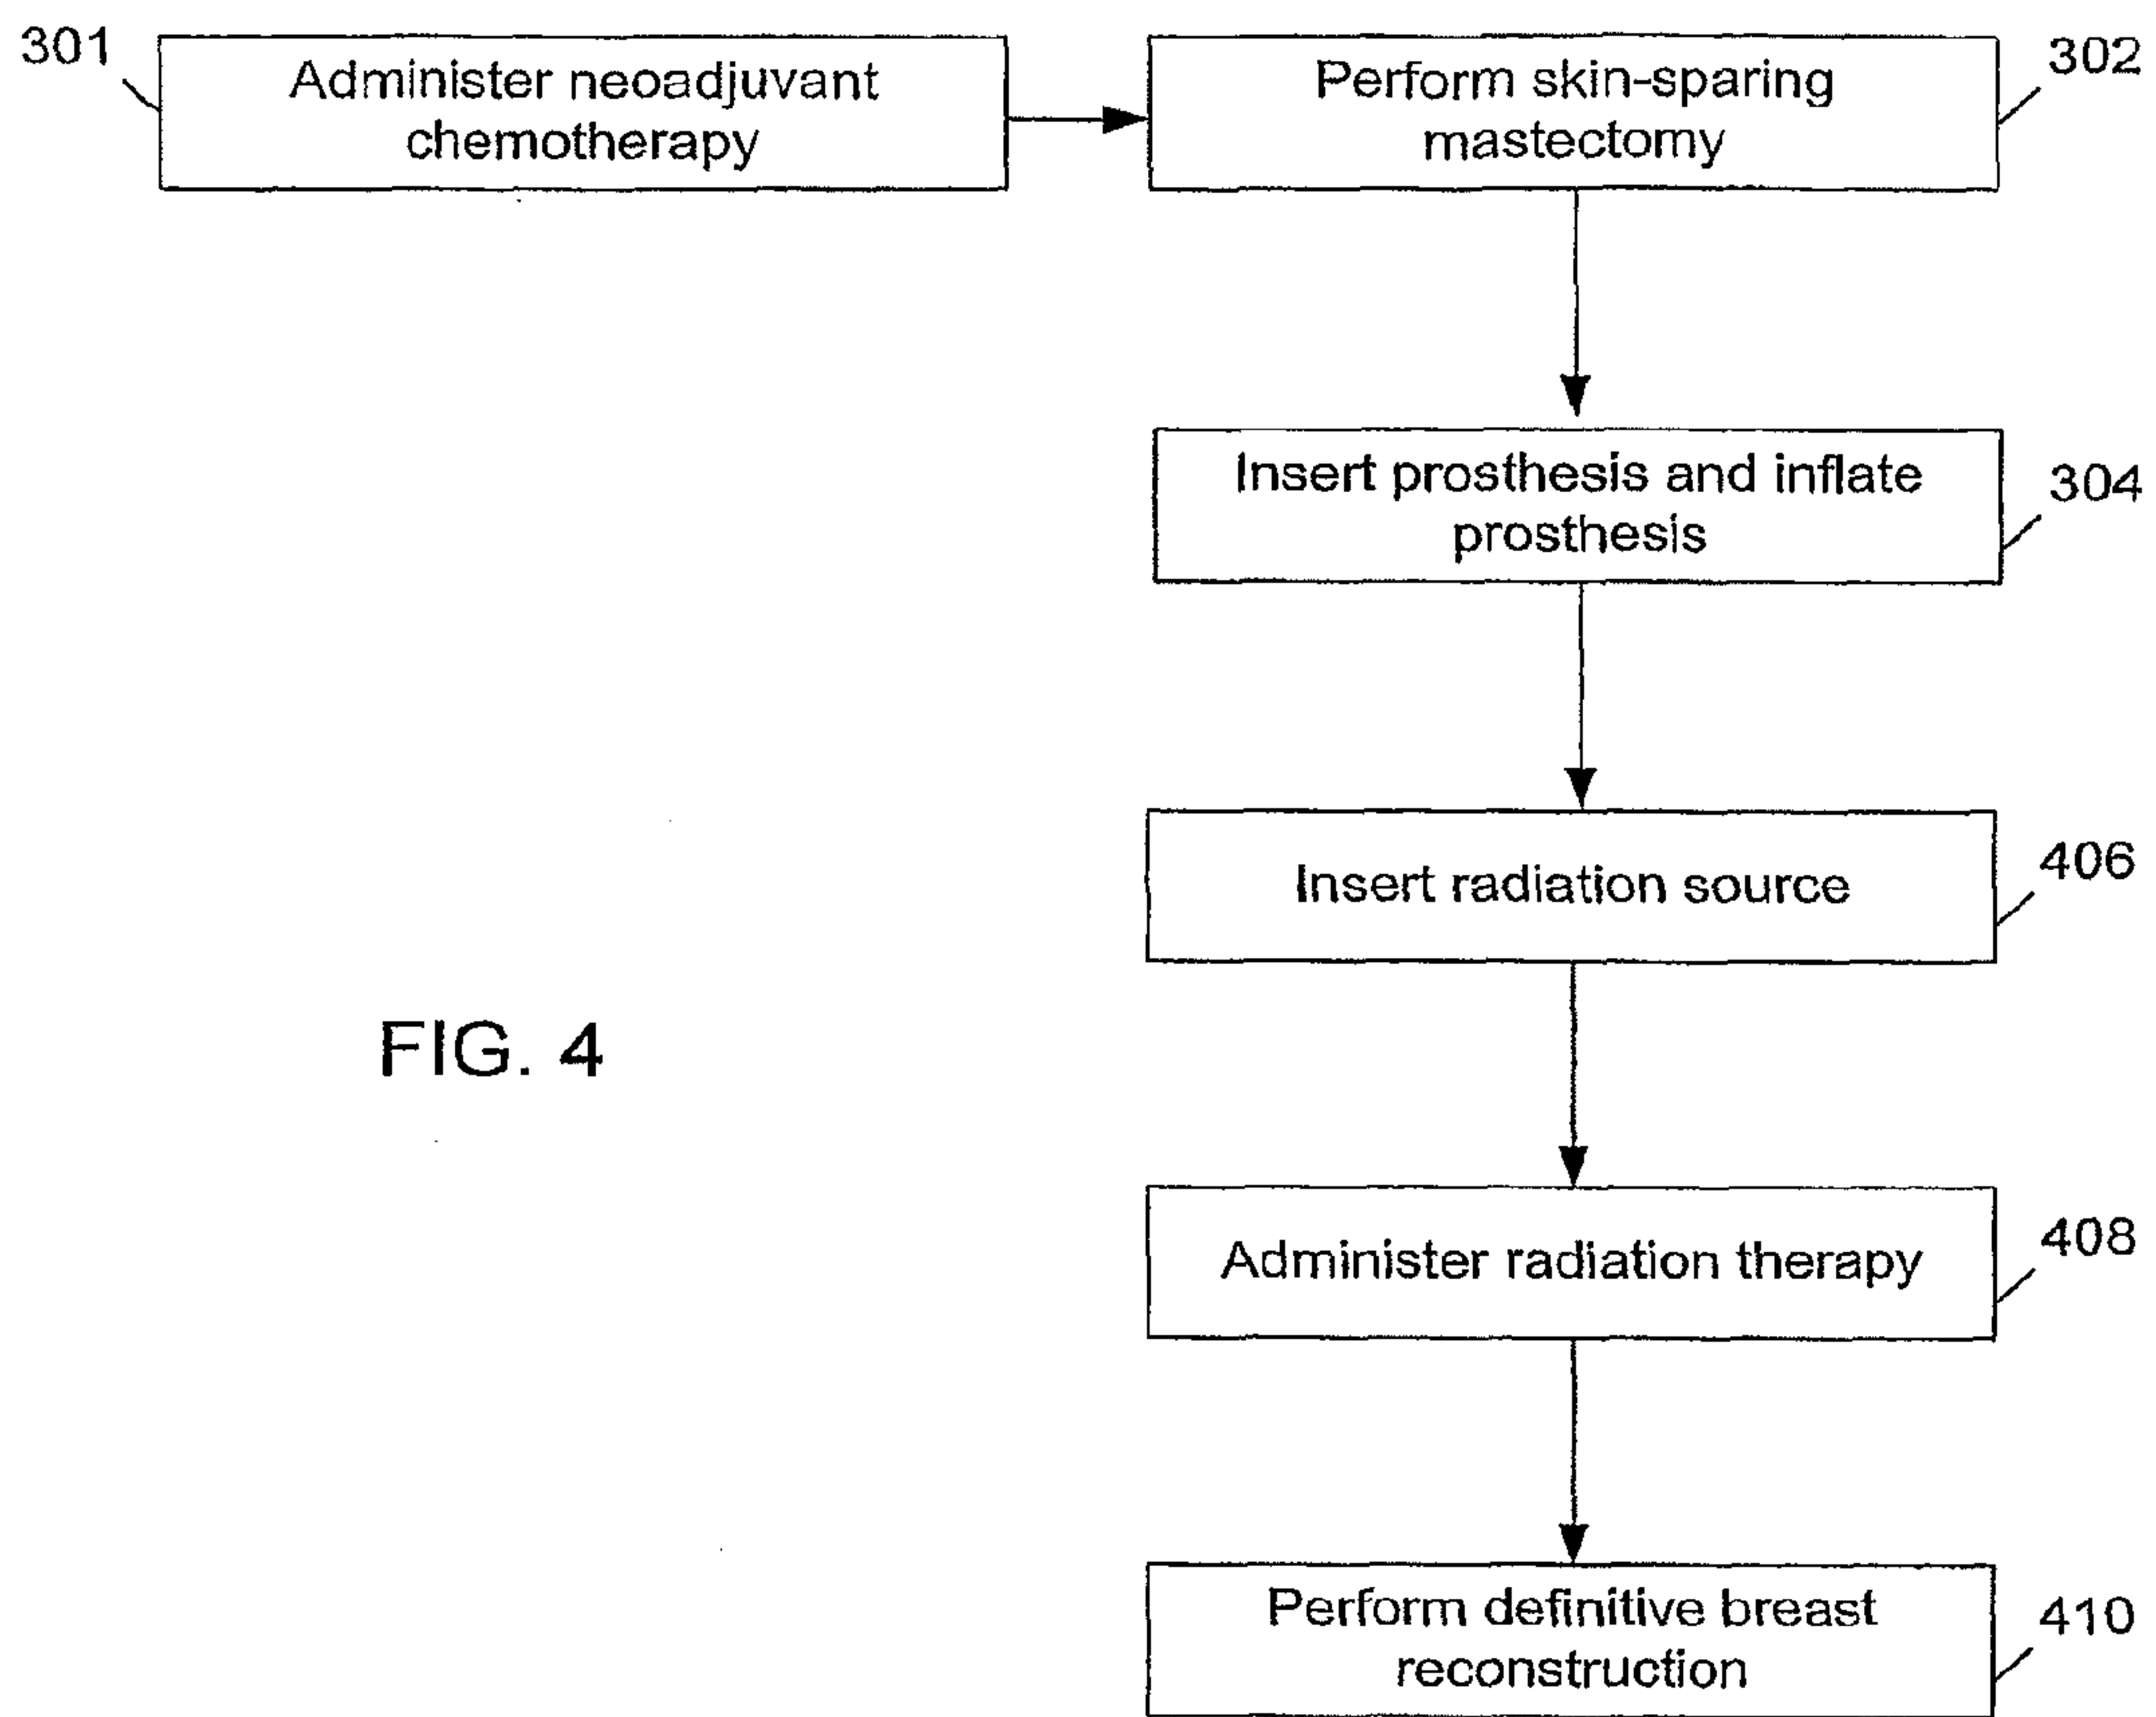 301
Administer neoadjuvant
chemotherapy
Perform skin-sparing
mastectomy
302
Insert prosthesis and inflate
prosthesis
304
Insert radiation source
406
FIG. 4
Administer radiation therapy
408
Perform definitive breast
reconstruction
410